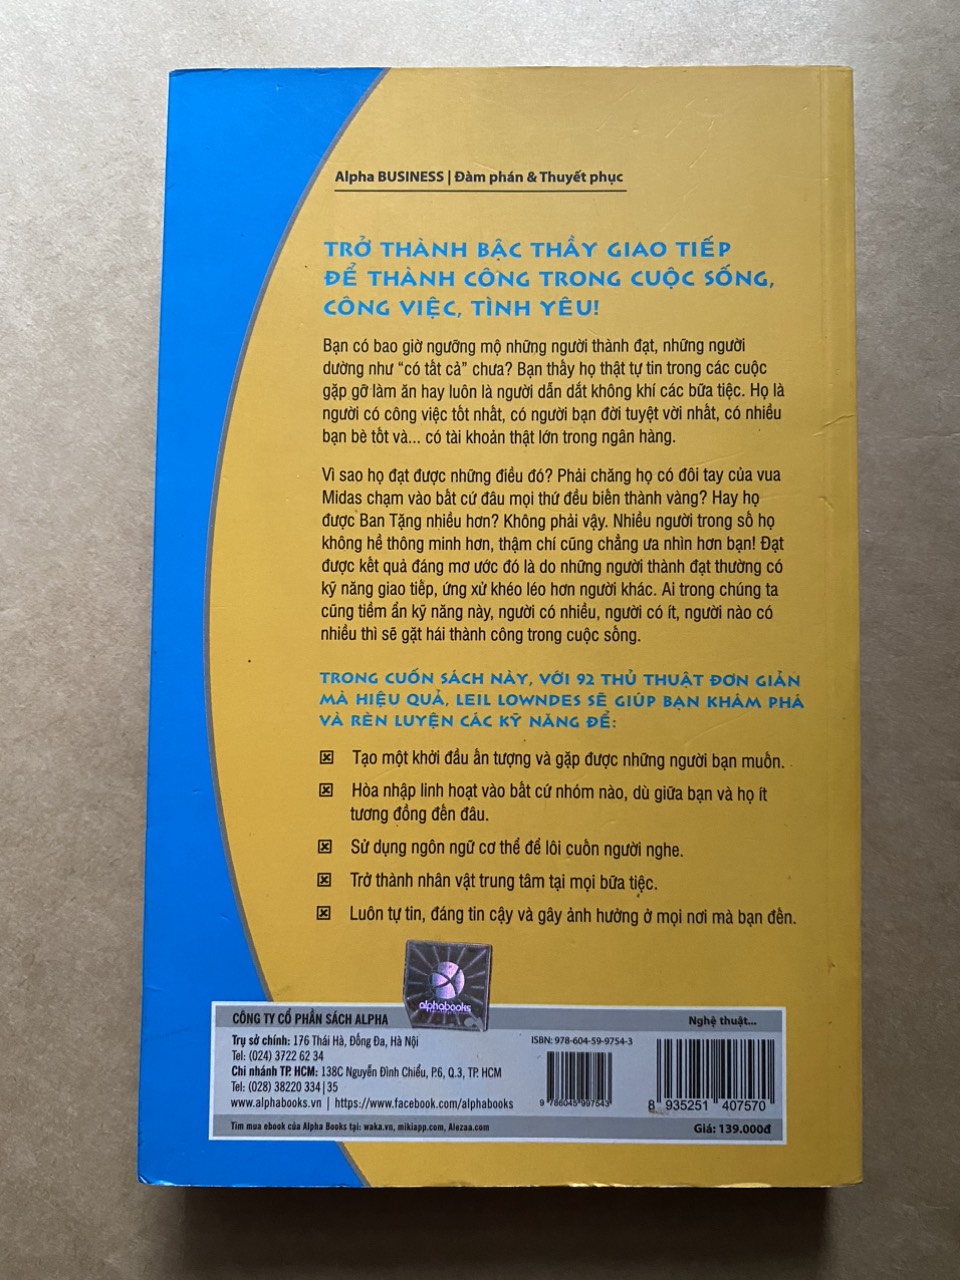 Alpha BUSINESS | Đàm phán & Thuyết phục
TRỞ THÀNH BẬC THẦY GIAO TIẾP
ĐỂ THÀNH CÔNG TRONG CUỘC SỐNG,
CÔNG VIỆC, TÌNH YÊU!
Bạn có bao giờ ngưỡng mộ những người thành đạt, những người
dường như "có tất cả" chưa? Bạn thấy họ thật tự tin trong các cuộc
gặp gỡ làm ăn hay luôn là người dẫn dắt không khí các bữa tiệc. Họ là
người có công việc tốt nhất, có người bạn đời tuyệt vời nhất, có nhiều
bạn bè tốt và... có tài khoản thật lớn trong ngân hàng.
Vì sao họ đạt được những điều đó? Phải chăng họ có đôi tay của vua
Midas chạm vào bất cứ đâu mọi thứ đều biến thành vàng? Hay họ
được Ban Tặng nhiều hơn? Không phải vậy. Nhiều người trong số họ
không hề thông minh hơn, thậm chí cũng chẳng ưa nhìn hơn bạn! Đạt
được kết quả đáng mơ ước đó là do những người thành đạt thường có
kỹ năng giao tiếp, ứng xử khéo léo hơn người khác. Ai trong chúng ta
cũng tiềm ẩn kỹ năng này, người có nhiều, người có ít, người nào có
nhiều thì sẽ gặt hái thành công trong cuộc sống.
TRONG CUỐN SÁCH NÀY, VỚI 92 THỦ THUẬT ĐƠN GIẢN
MÀ HIỆU QUẢ, LEIL LOWNDES SẼ GIÚP BẠN KHÁM PHÁ
VÀ RÈN LUYỆN CÁC KỸ NĂNG ĐỂ:
Tạo một khởi đầu ấn tượng và gặp được những người bạn muốn.
Hòa nhập linh hoạt vào bất cứ nhóm nào, dù giữa bạn và họ ít
tương đồng đến đâu.
Sử dụng ngôn ngữ cơ thể để lôi cuốn người nghe.
Trở thành nhân vật trung tâm tại mọi bữa tiệc.
Luôn tự tin, đáng tin cậy và gây ảnh hưởng ở mọi nơi mà bạn đến.
alphabooks
CÔNG TY CỔ PHẦN SÁCH ALPHA
Nghệ thuật...
Trụ sở chính: 176 Thái Hà, Đống Đa, Hà Nội
Tel: (024) 3722 62 34
Chi nhánh TP. HCM: 138C Nguyễn Đình Chiểu, P.6, Q.3, TP. HCM
Tel: (028) 38220 334 | 35
www.alphabooks.vn | https://www.facebook.com/alphabooks
ISBN: 978-604-59-9754-3
9 786045 997543
8 935251 407570
Tìm mua ebook của Alpha Books tại: waka.vn, mikiapp.com, Alezaa.com
Giá: 139.000đ